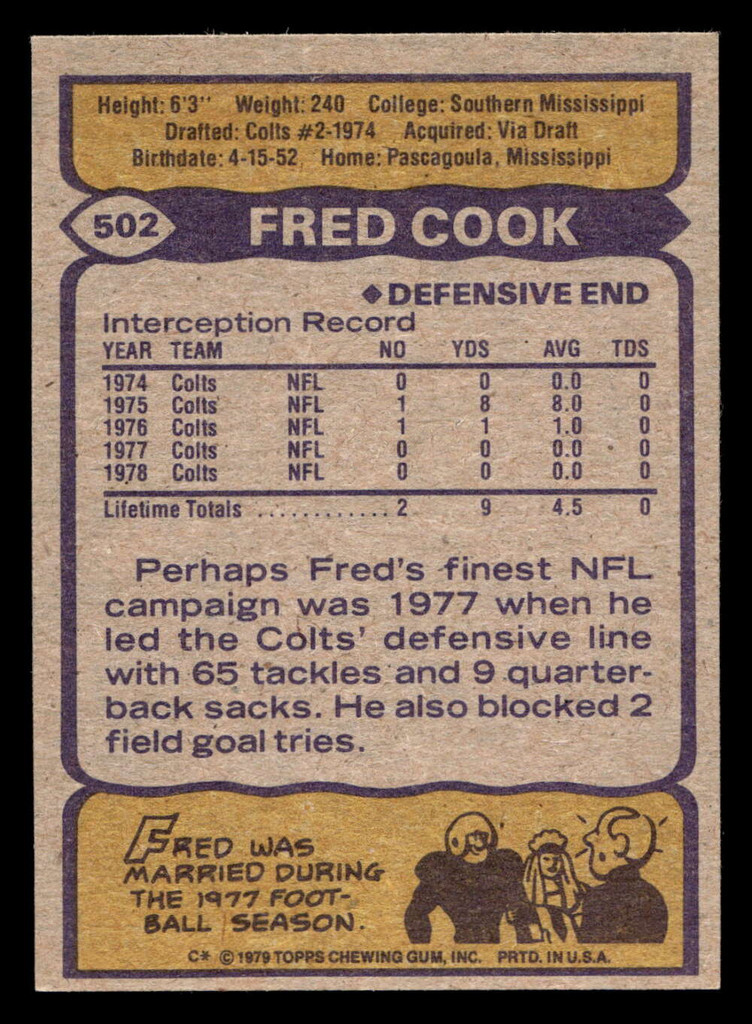 Height: 6'3'' Weight: 240 College: Southern Mississippi
Drafted: Colts #2-1974 Acquired: Via Draft
Birthdate: 4-15-52 Home: Pascagoula, Mississippi
502 FRED COOK
◆DEFENSIVE END
Interception Record
YEAR TEAM NO YDS AVG TDS
1974 Colts NFL 0 0 0.0 0
1975 Colts NFL 1 8 8.0 0
1976 Colts NFL 1 1 1.0 0
1977 Colts NFL 0 0 0.0 0
1978 Colts NFL 0 0 0.0 0
Lifetime Totals ............ 2 9 4.5 0
Perhaps Fred's finest NFL
campaign was 1977 when he
led the Colts' defensive line
with 65 tackles and 9 quarter-
back sacks. He also blocked 2
field goal tries.
FRED WAS
MARRIED DURING
THE 1977 FOOT-
BALL SEASON.
C* © 1979 TOPPS CHEWING GUM, INC. PRTD. IN U.S.A.